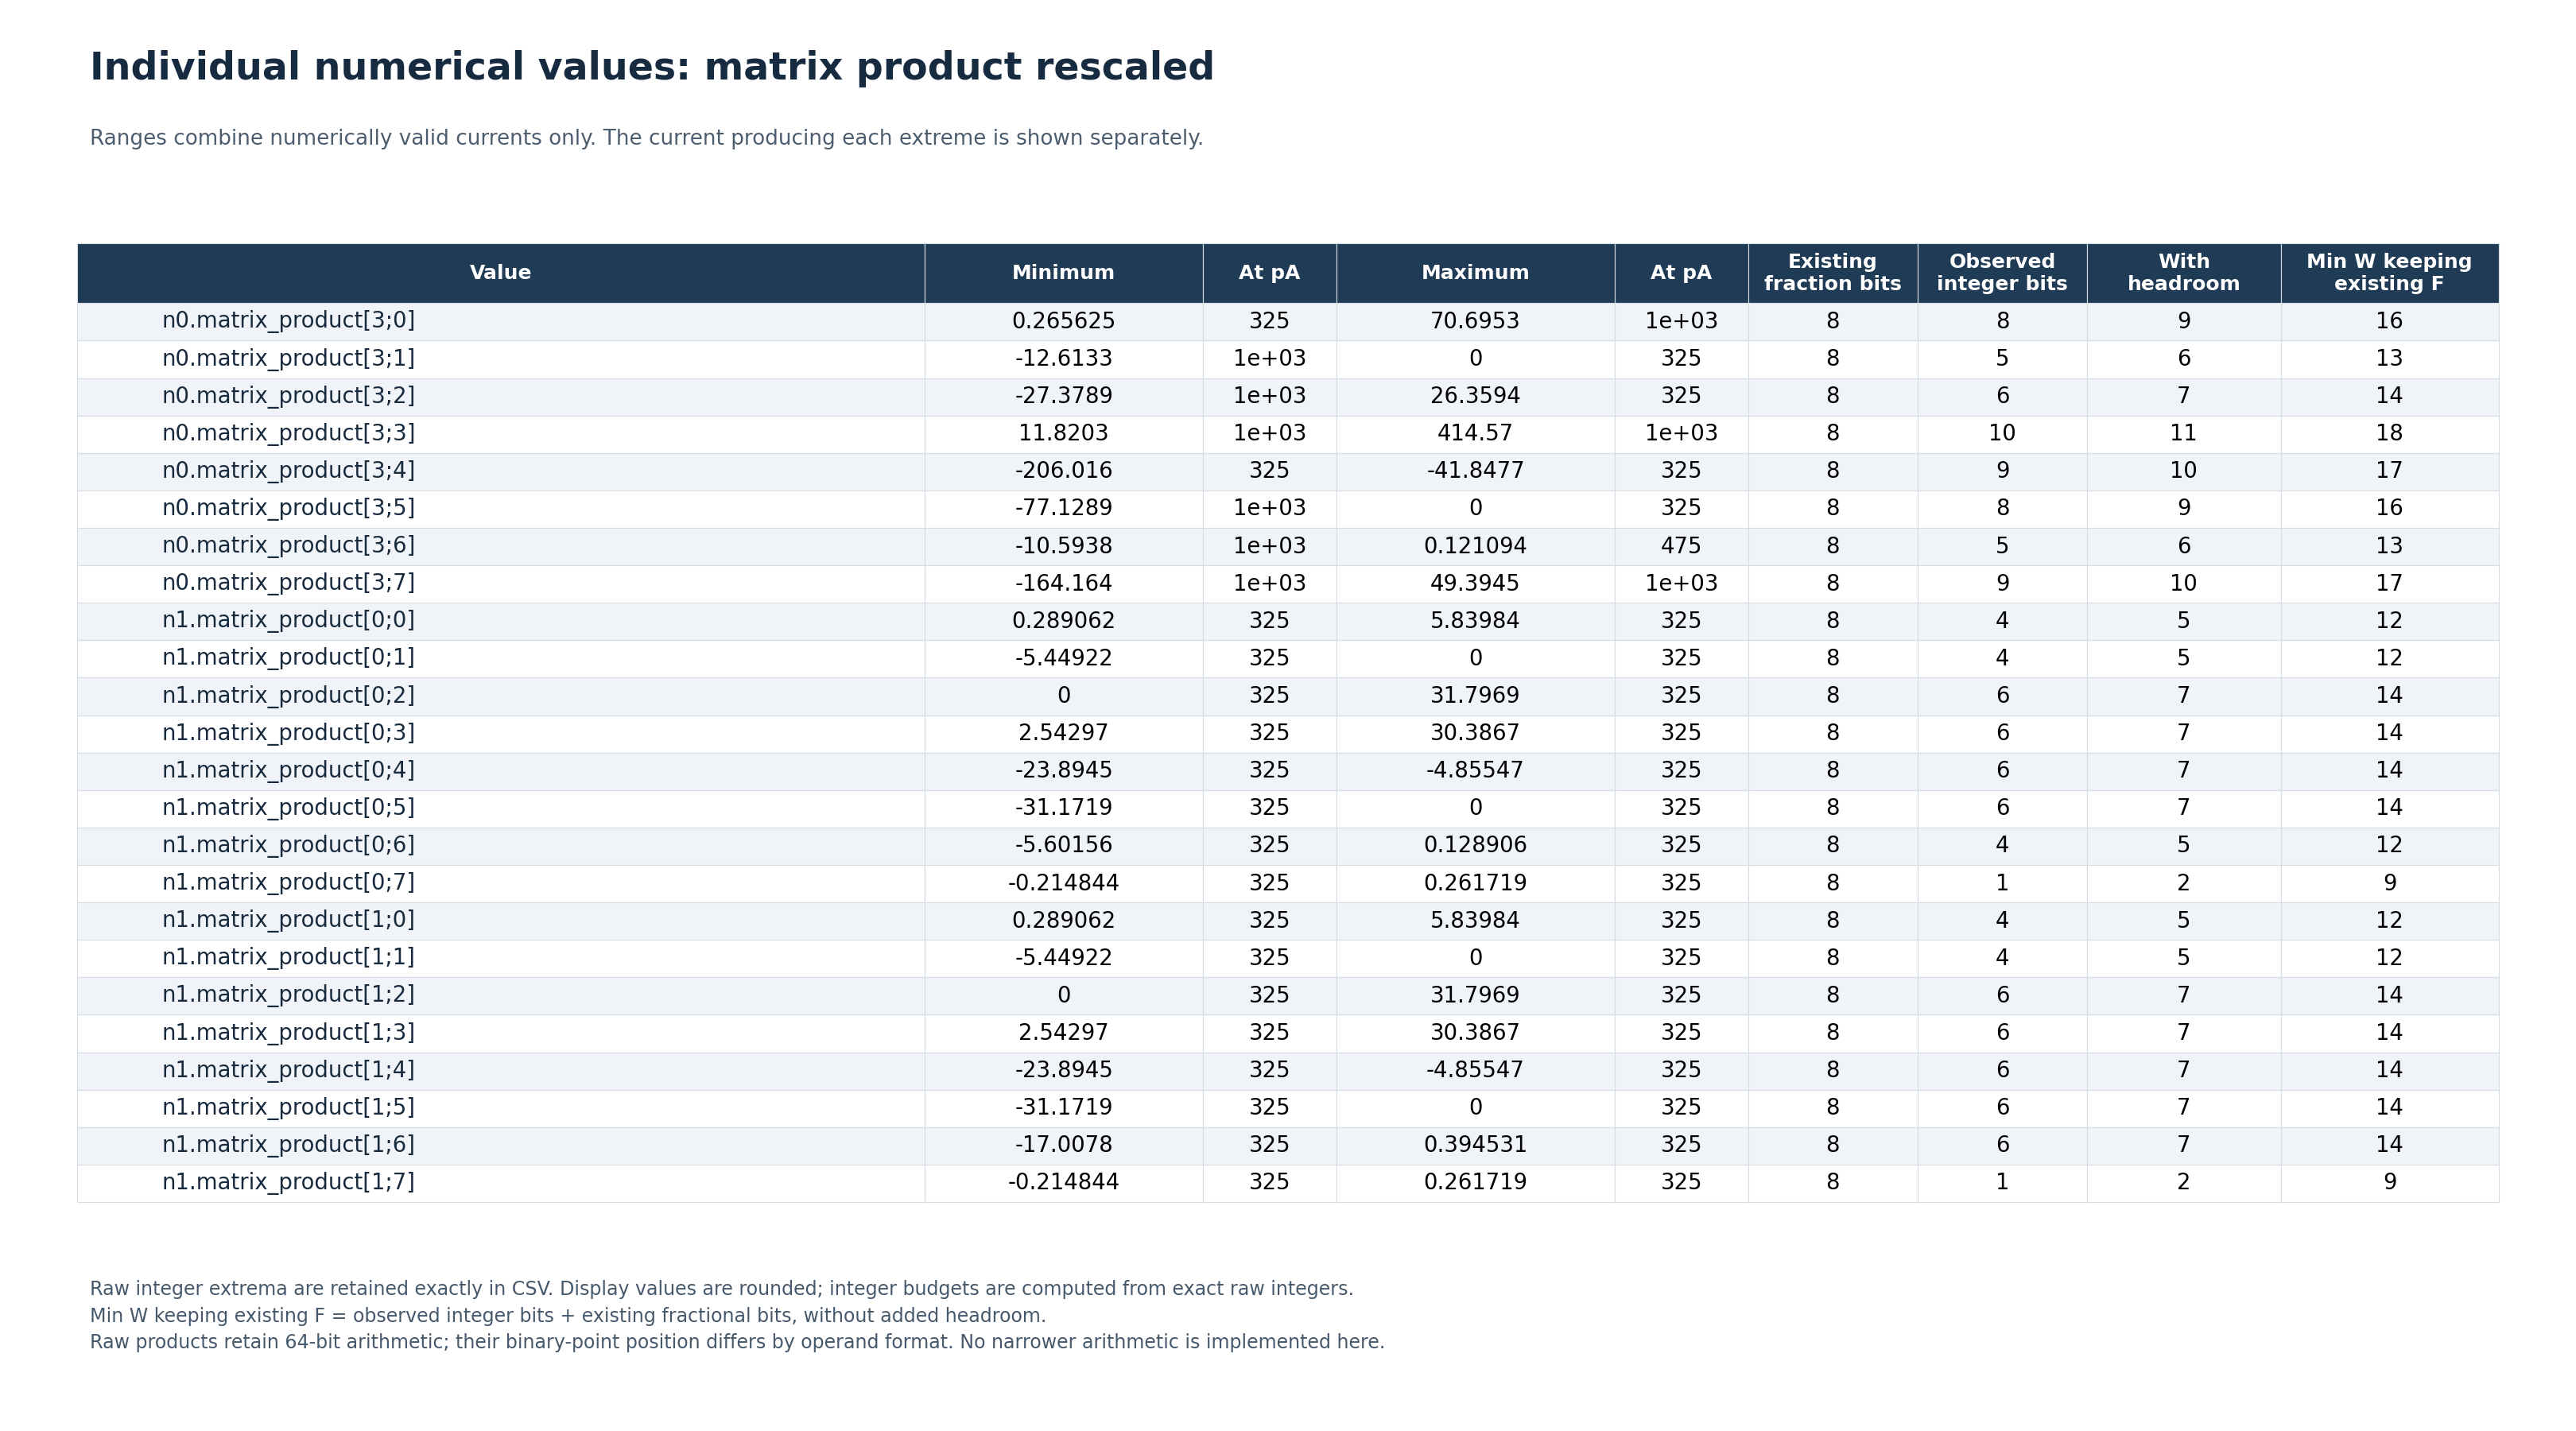 Individual numerical values: matrix product rescaled
Ranges combine numerically valid currents only. The current producing each extreme is shown separately.
Value Minimum At pA Maximum At pA Existing fraction bits Observed integer bits With headroom Min W keeping existing F
n0.matrix_product[3;0] 0.265625 325 70.6953 1e+03 8 8 9 16
n0.matrix_product[3;1] -12.6133 1e+03 0 325 8 5 6 13
n0.matrix_product[3;2] -27.3789 1e+03 26.3594 325 8 6 7 14
n0.matrix_product[3;3] 11.8203 1e+03 414.57 1e+03 8 10 11 18
n0.matrix_product[3;4] -206.016 325 -41.8477 325 8 9 10 17
n0.matrix_product[3;5] -77.1289 1e+03 0 325 8 8 9 16
n0.matrix_product[3;6] -10.5938 1e+03 0.121094 475 8 5 6 13
n0.matrix_product[3;7] -164.164 1e+03 49.3945 1e+03 8 9 10 17
n1.matrix_product[0;0] 0.289062 325 5.83984 325 8 4 5 12
n1.matrix_product[0;1] -5.44922 325 0 325 8 4 5 12
n1.matrix_product[0;2] 0 325 31.7969 325 8 6 7 14
n1.matrix_product[0;3] 2.54297 325 30.3867 325 8 6 7 14
n1.matrix_product[0;4] -23.8945 325 -4.85547 325 8 6 7 14
n1.matrix_product[0;5] -31.1719 325 0 325 8 6 7 14
n1.matrix_product[0;6] -5.60156 325 0.128906 325 8 4 5 12
n1.matrix_product[0;7] -0.214844 325 0.261719 325 8 1 2 9
n1.matrix_product[1;0] 0.289062 325 5.83984 325 8 4 5 12
n1.matrix_product[1;1] -5.44922 325 0 325 8 4 5 12
n1.matrix_product[1;2] 0 325 31.7969 325 8 6 7 14
n1.matrix_product[1;3] 2.54297 325 30.3867 325 8 6 7 14
n1.matrix_product[1;4] -23.8945 325 -4.85547 325 8 6 7 14
n1.matrix_product[1;5] -31.1719 325 0 325 8 6 7 14
n1.matrix_product[1;6] -17.0078 325 0.394531 325 8 6 7 14
n1.matrix_product[1;7] -0.214844 325 0.261719 325 8 1 2 9
Raw integer extrema are retained exactly in CSV. Display values are rounded; integer budgets are computed from exact raw integers.
Min W keeping existing F = observed integer bits + existing fractional bits, without added headroom.
Raw products retain 64-bit arithmetic; their binary-point position differs by operand format. No narrower arithmetic is implemented here.